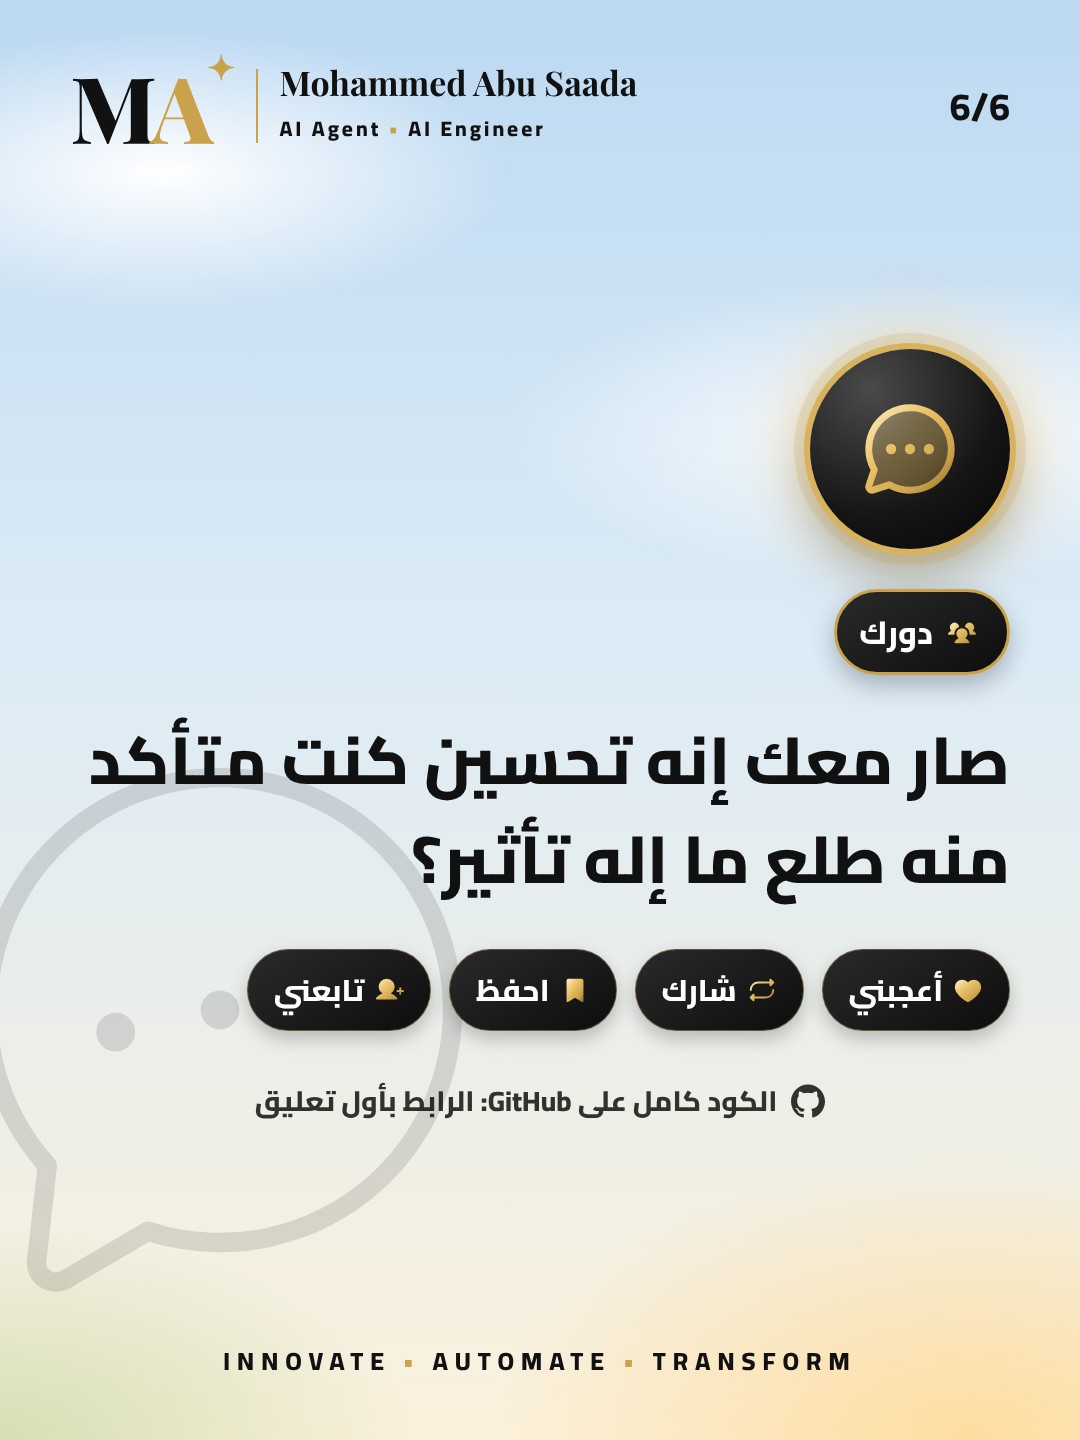 MA
Mohammed Abu Saada
AI Agent ▪ AI Engineer
6/6
دورك
صار معك إنه تحسين كنت متأكد
منه طلع ما إله تأثير؟
أعجبني
شارك
احفظ
تابعني
الكود كامل على GitHub: الرابط بأول تعليق
INNOVATE ▪ AUTOMATE ▪ TRANSFORM